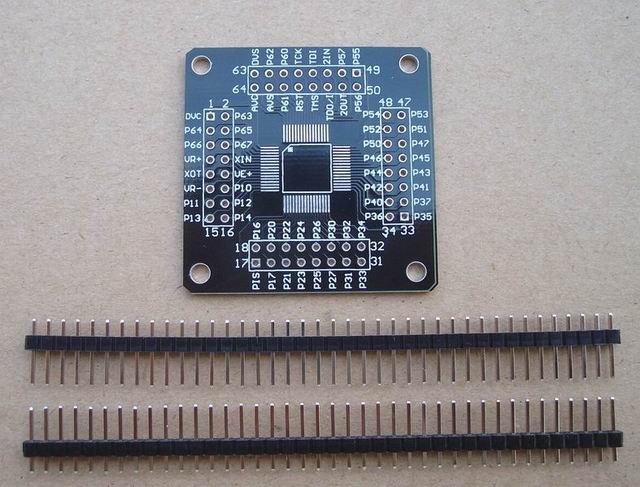 DVS P62 P60 TCK TDI 2IN P57 P55
63 49
64 50
AVC AVS P61 RST TMS TDO/I 2OUT P56
1 2
48 47
DVC P63
P64 P65
P66 P67
VR+ XIN
XOT VE+
VR- P10
P11 P12
P13 P14
15 16
P54 P53
P52 P51
P50 P47
P46 P45
P44 P43
P42 P41
P40 P37
P36 P35
34 33
P16 P20 P22 P24 P26 P30 P32 P34
18 32
17 31
P15 P17 P21 P23 P25 P27 P31 P33